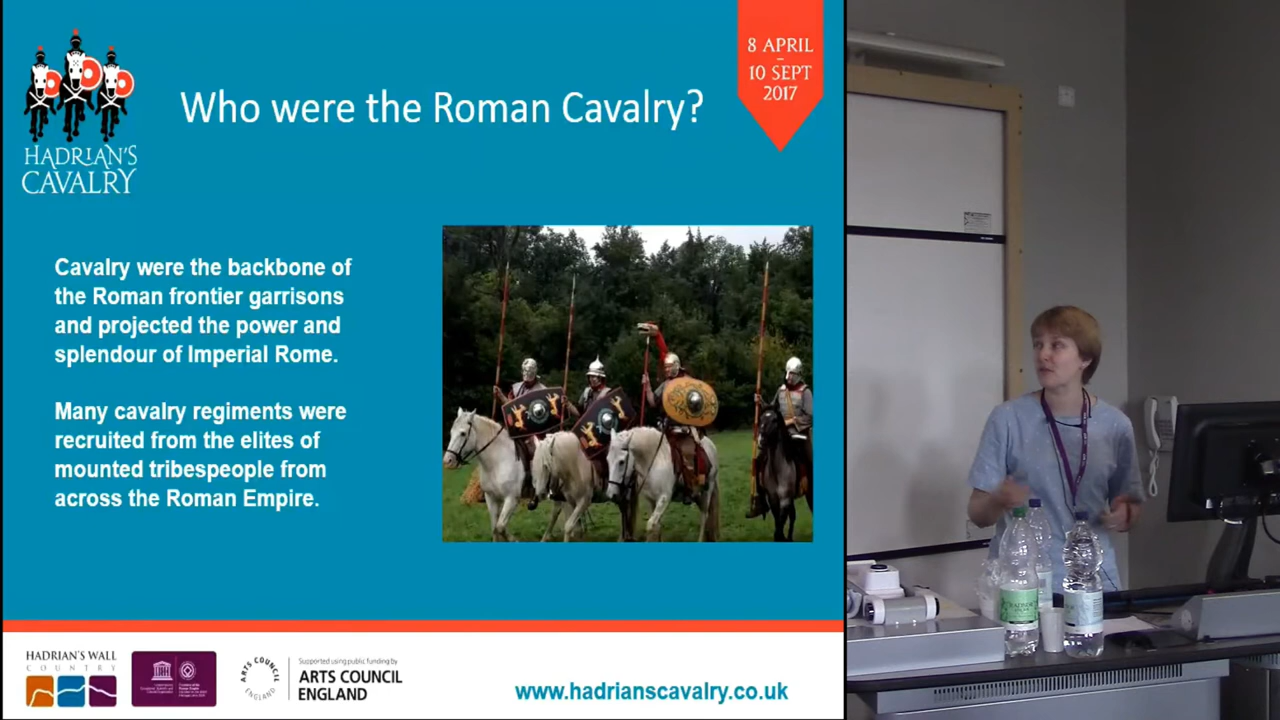 8 APRIL
–
10 SEPT
2017
Who were the Roman Cavalry?
HADRIAN'S
CAVALRY
Cavalry were the backbone of
the Roman frontier garrisons
and projected the power and
splendour of Imperial Rome.
Many cavalry regiments were
recruited from the elites of
mounted tribespeople from
across the Roman Empire.
HADRIAN'S WALL
COUNTRY
ARTS COUNCIL
ENGLAND
Supported using public funding by
ARTS COUNCIL
ENGLAND
www.hadrianscavalry.co.uk